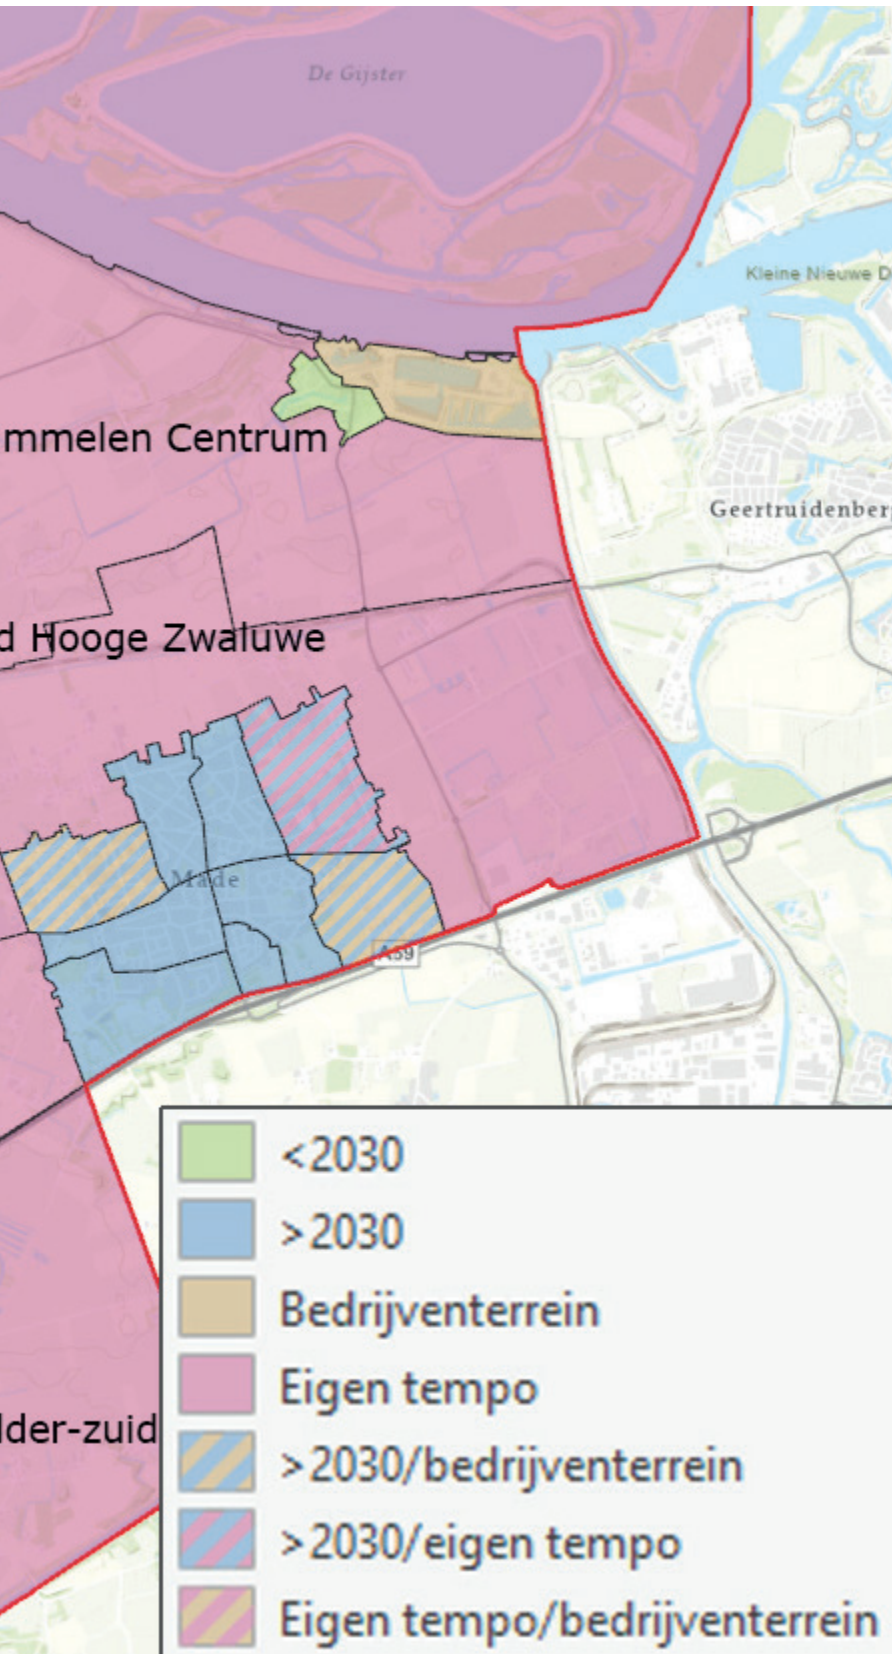 De Gijster
Kleine Nieuwe D
mmelen Centrum
Geertruidenber
d Hooge Zwaluwe
Made
A59
<2030
>2030
Bedrijventerrein
Eigen tempo
lder-zuid
>2030/bedrijventerrein
>2030/eigen tempo
Eigen tempo/bedrijventerrein